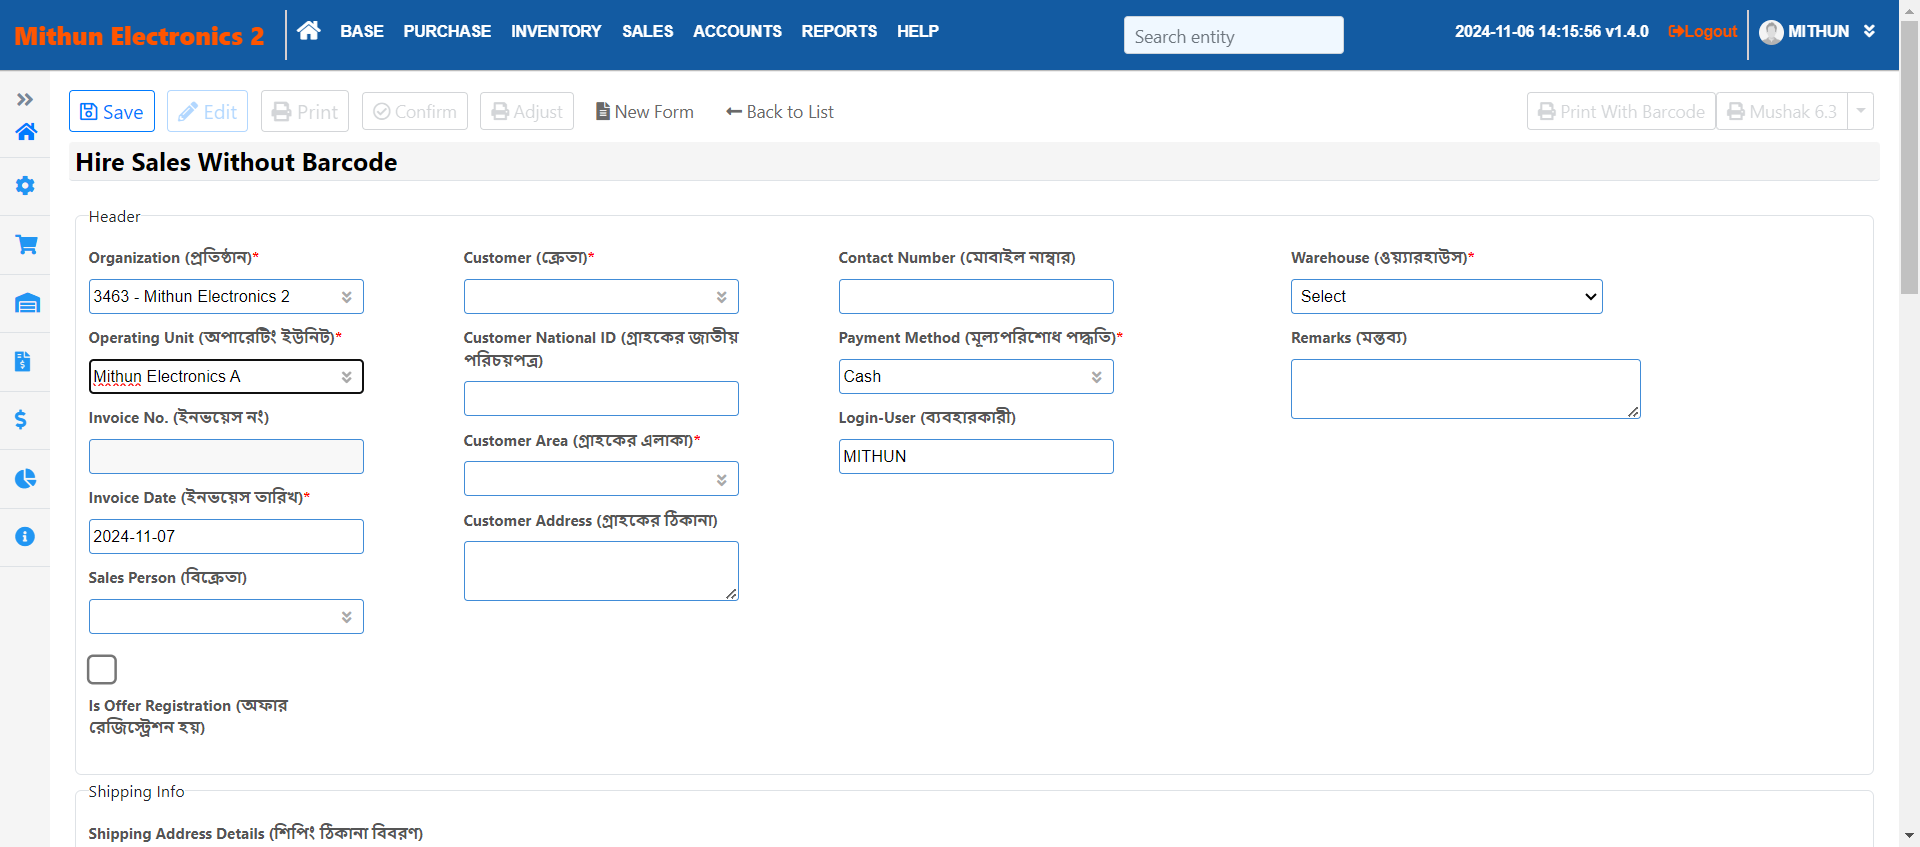 Mithun Electronics 2
BASE PURCHASE INVENTORY SALES ACCOUNTS REPORTS HELP
Search entity
2024-11-06 14:15:56 v1.4.0
Logout
MITHUN
Save Edit Print Confirm Adjust New Form Back to List
Print With Barcode Mushak 6.3
Hire Sales Without Barcode
Header
Organization (প্রতিষ্ঠান)*
3463 - Mithun Electronics 2
Operating Unit (অপারেটিং ইউনিট)*
Mithun Electronics A
Invoice No. (ইনভয়েস নং)
Invoice Date (ইনভয়েস তারিখ)*
2024-11-07
Sales Person (বিক্রেতা)
Is Offer Registration (অফার
রেজিস্ট্রেশন হয়)
Customer (ক্রেতা)*
Customer National ID (গ্রাহকের জাতীয়
পরিচয়পত্র)
Customer Area (গ্রাহকের এলাকা)*
Customer Address (গ্রাহকের ঠিকানা)
Contact Number (মোবাইল নাম্বার)
Payment Method (মূল্যপরিশোধ পদ্ধতি)*
Cash
Login-User (ব্যবহারকারী)
MITHUN
Warehouse (ওয়্যারহাউস)*
Select
Remarks (মন্তব্য)
Shipping Info
Shipping Address Details (শিপিং ঠিকানা বিবরণ)